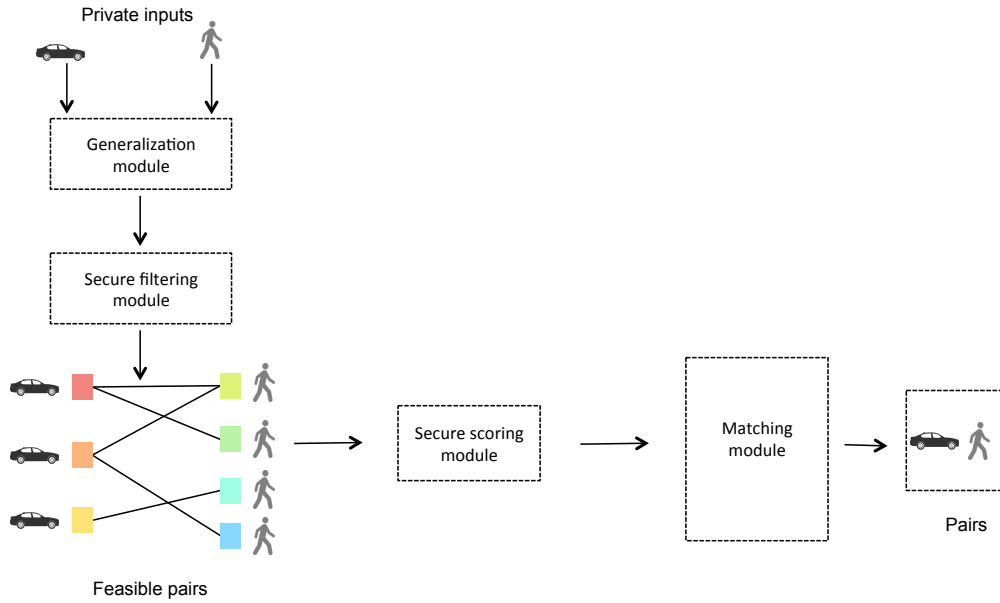 Private inputs
Generalization
module
Secure filtering
module
Feasible pairs
Secure scoring
module
Matching
module
Pairs